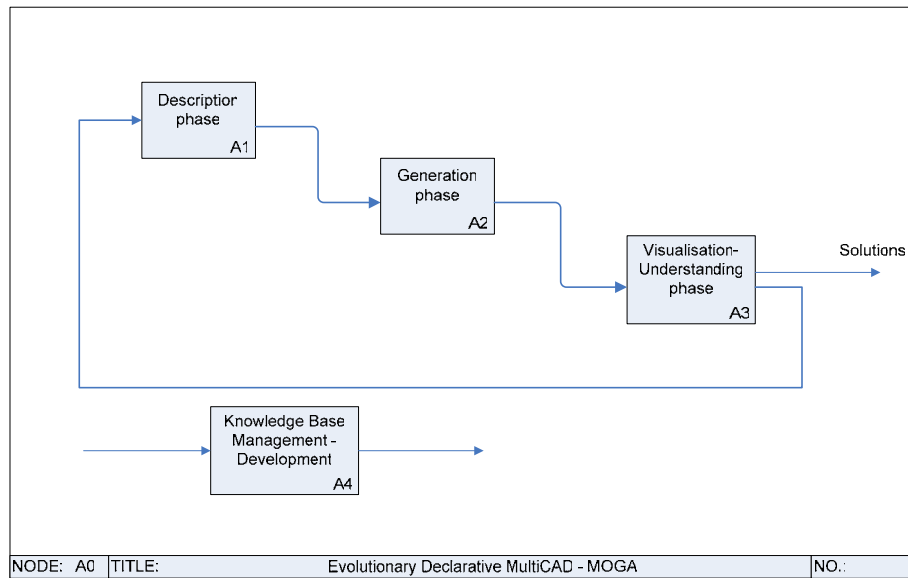 Description
phase
A1
Generation
phase
A2
Visualisation-
Understanding
phase
A3
Solutions
Knowledge Base
Management -
Development
A4
NODE: A0 TITLE: Evolutionary Declarative MultiCAD - MOGA NO.: